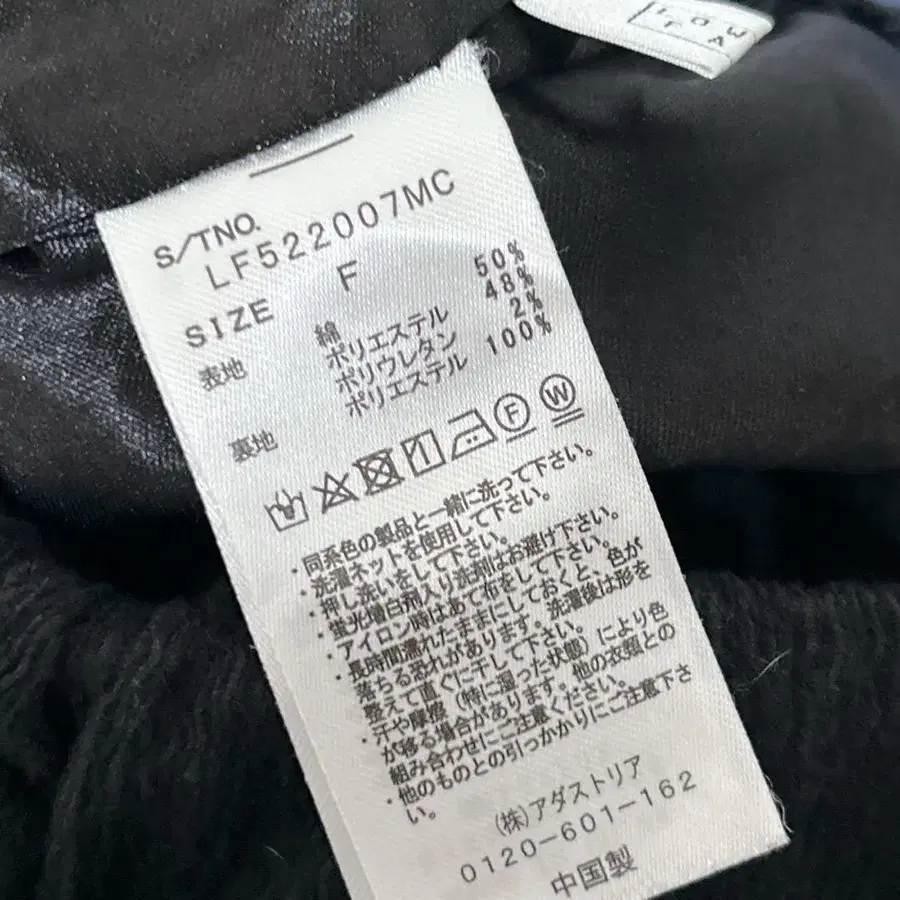 S/TNO.
LF522007MC
SIZE F
表地 綿 50%
ポリエステル 48%
ポリウレタン 2%
裏地 ポリエステル 100%
F W
・同系色の製品と一緒に洗って下さい。
・洗濯ネットを使用して下さい。
・押し洗いをして下さい。
・蛍光増白剤入り洗剤はお避け下さい。
・アイロン時はあて布をして下さい。
・長時間濡れたままにしておくと、色が
落ちる恐れがあります。洗濯後は形を
整えて直ぐに干して下さい。
・汗や摩擦（特に湿った状態）により色
が移る場合があります。他の衣類との
組み合わせにご注意ください。
・他のものとの引っかかりにご注意下さ
い。
(株)アダストリア
0120-601-162
中国製